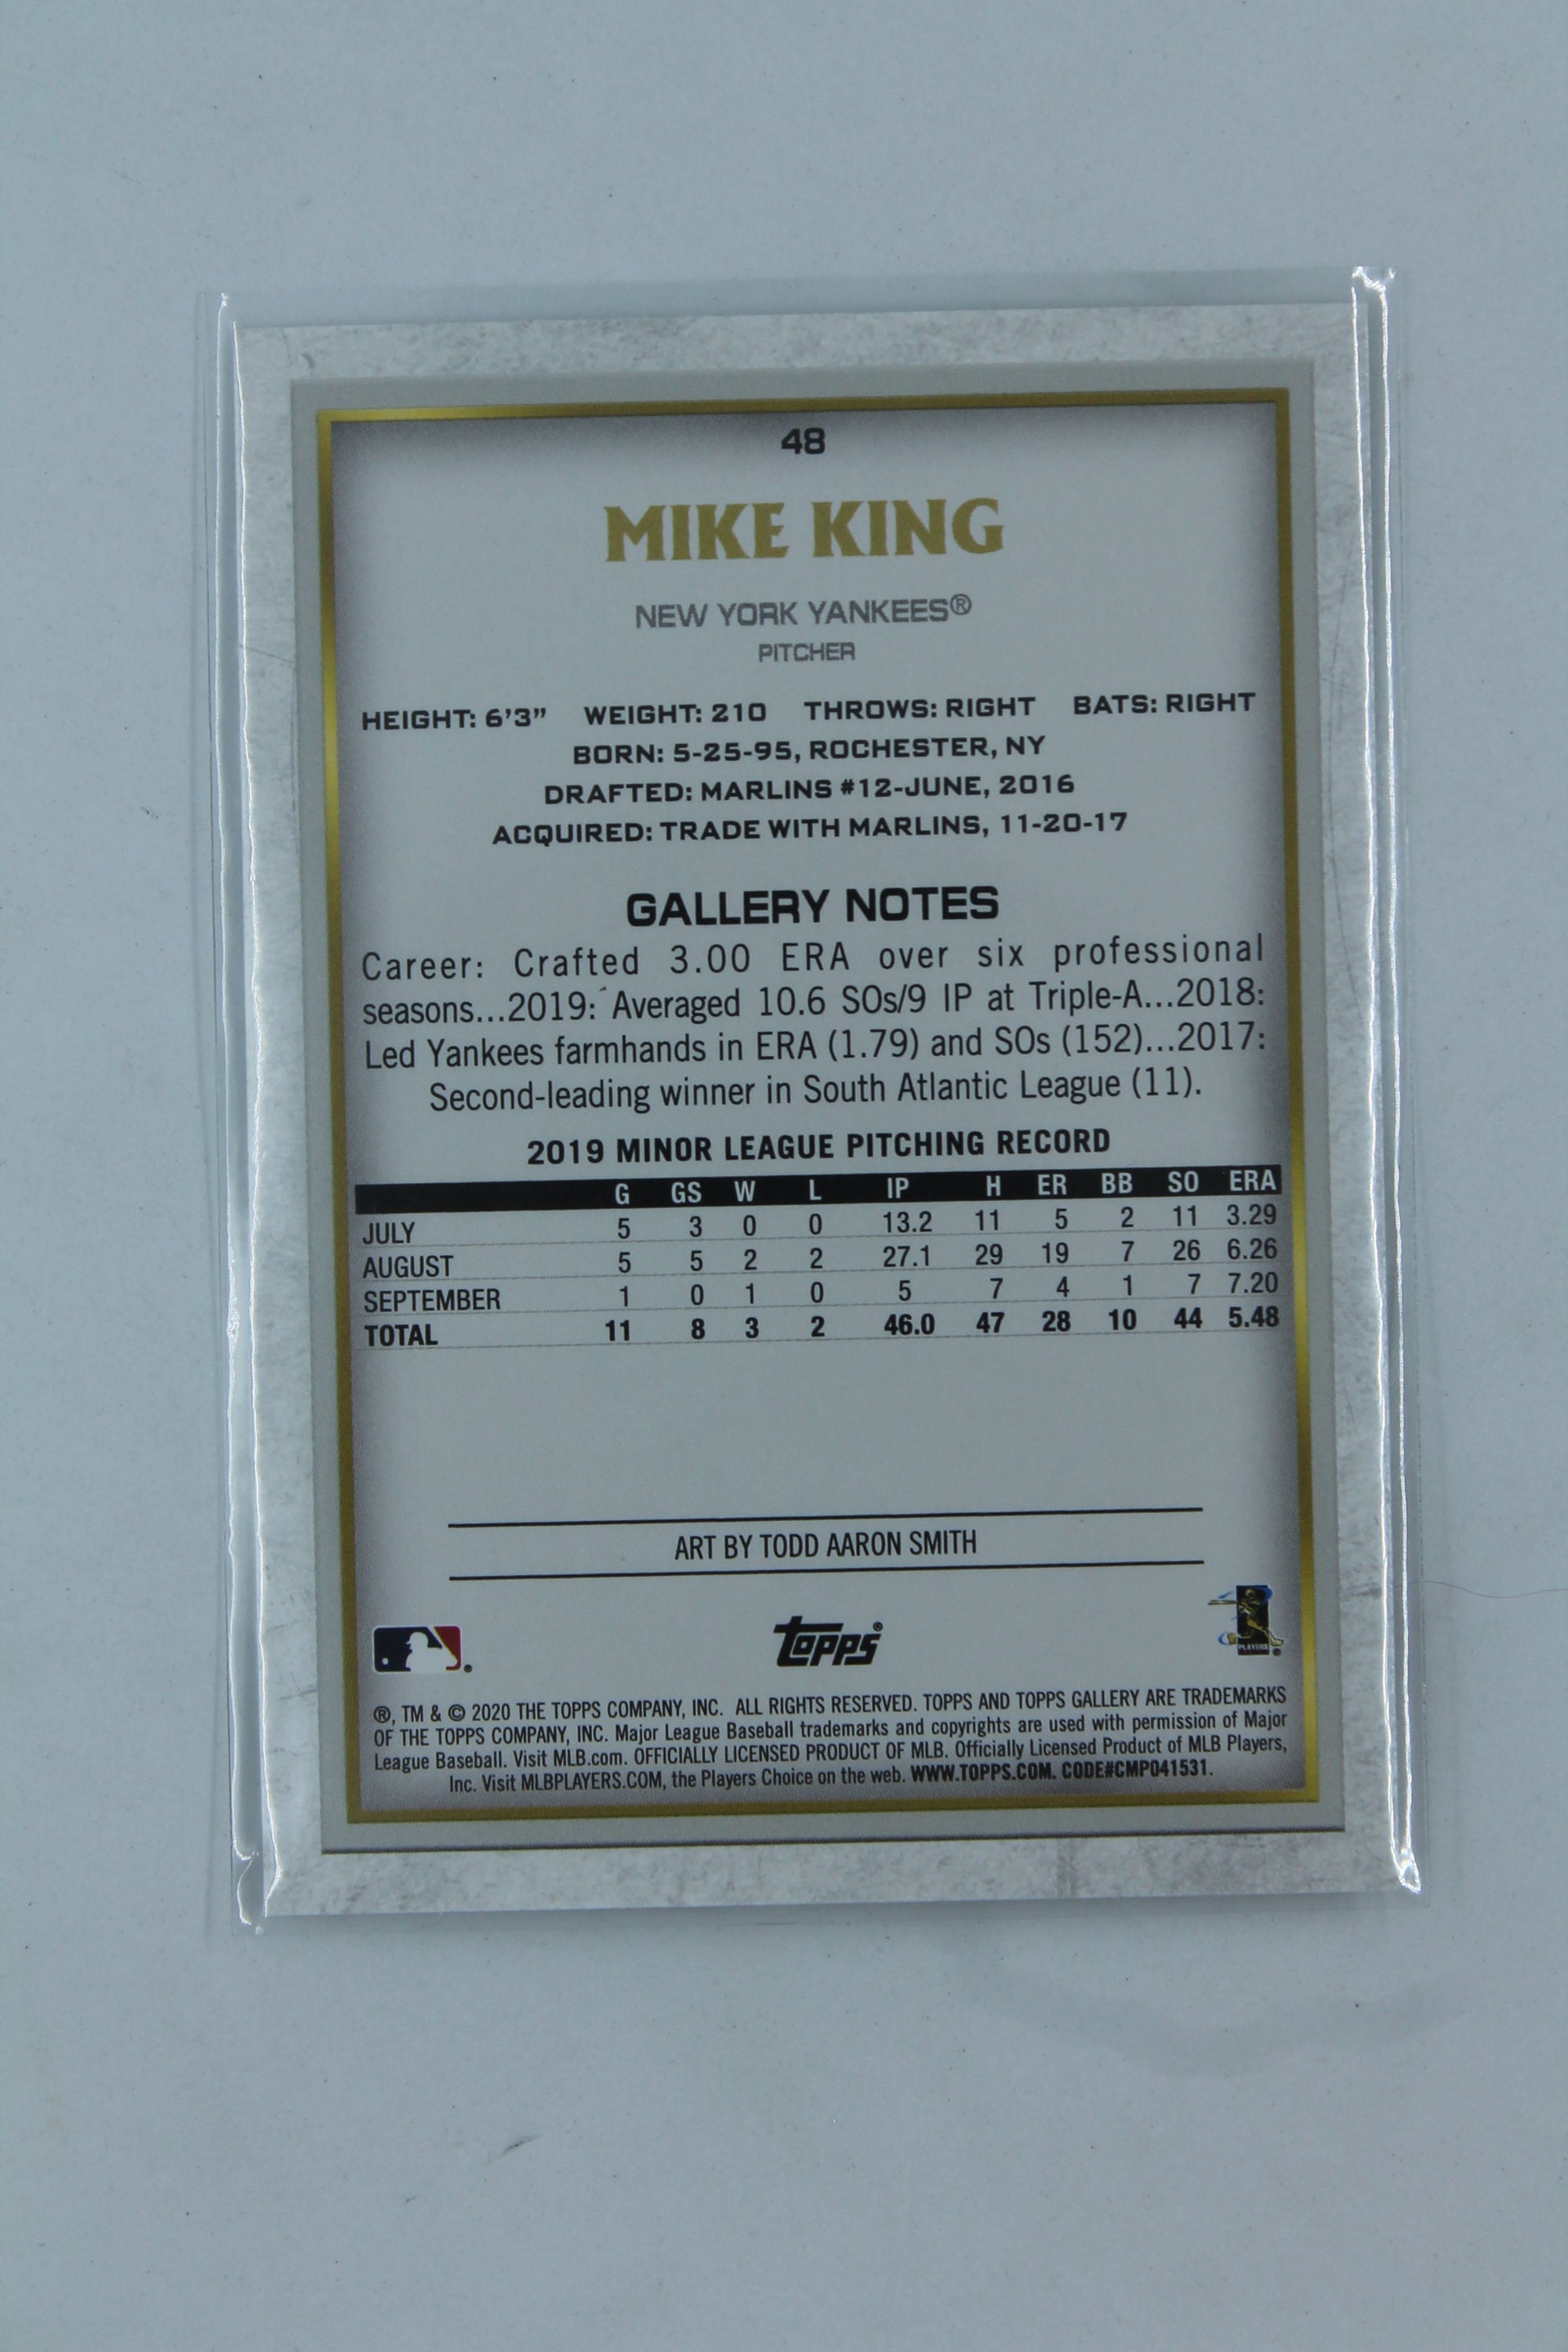 48
MIKE KING
NEW YORK YANKEES®
PITCHER
HEIGHT: 6'3” WEIGHT: 210 THROWS: RIGHT BATS: RIGHT
BORN: 5-25-95, ROCHESTER, NY
DRAFTED: MARLINS #12-JUNE, 2016
ACQUIRED: TRADE WITH MARLINS, 11-20-17
GALLERY NOTES
Career: Crafted 3.00 ERA over six professional
seasons...2019: Averaged 10.6 SOs/9 IP at Triple-A...2018:
Led Yankees farmhands in ERA (1.79) and SOs (152)...2017:
Second-leading winner in South Atlantic League (11).
2019 MINOR LEAGUE PITCHING RECORD
G GS W L IP H ER BB SO ERA
JULY 5 3 0 0 13.2 11 5 2 11 3.29
AUGUST 5 5 2 2 27.1 29 19 7 26 6.26
SEPTEMBER 1 0 1 0 5 7 4 1 7 7.20
TOTAL 11 8 3 2 46.0 47 28 10 44 5.48
ART BY TODD AARON SMITH
topps®
PLAYERS
®, TM & © 2020 THE TOPPS COMPANY, INC. ALL RIGHTS RESERVED. TOPPS AND TOPPS GALLERY ARE TRADEMARKS
OF THE TOPPS COMPANY, INC. Major League Baseball trademarks and copyrights are used with permission of Major
League Baseball. Visit MLB.com. OFFICIALLY LICENSED PRODUCT OF MLB. Officially Licensed Product of MLB Players,
Inc. Visit MLBPLAYERS.COM, the Players Choice on the web. WWW.TOPPS.COM. CODE#CMP041531.